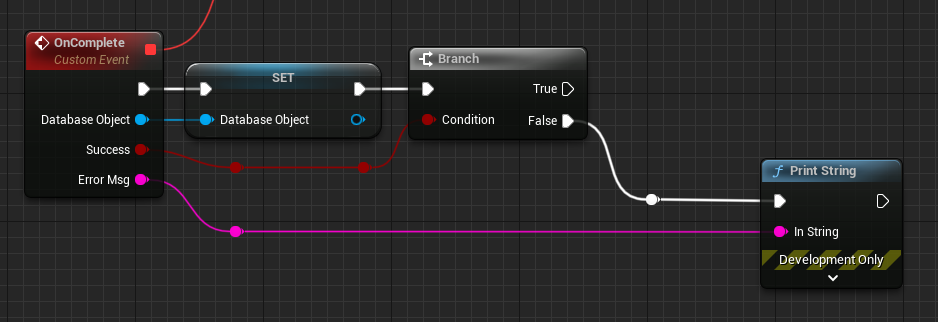 OnComplete
Custom Event
Database Object
Success
Error Msg
SET
Database Object
Branch
True
Condition
False
f Print String
In String
Development Only